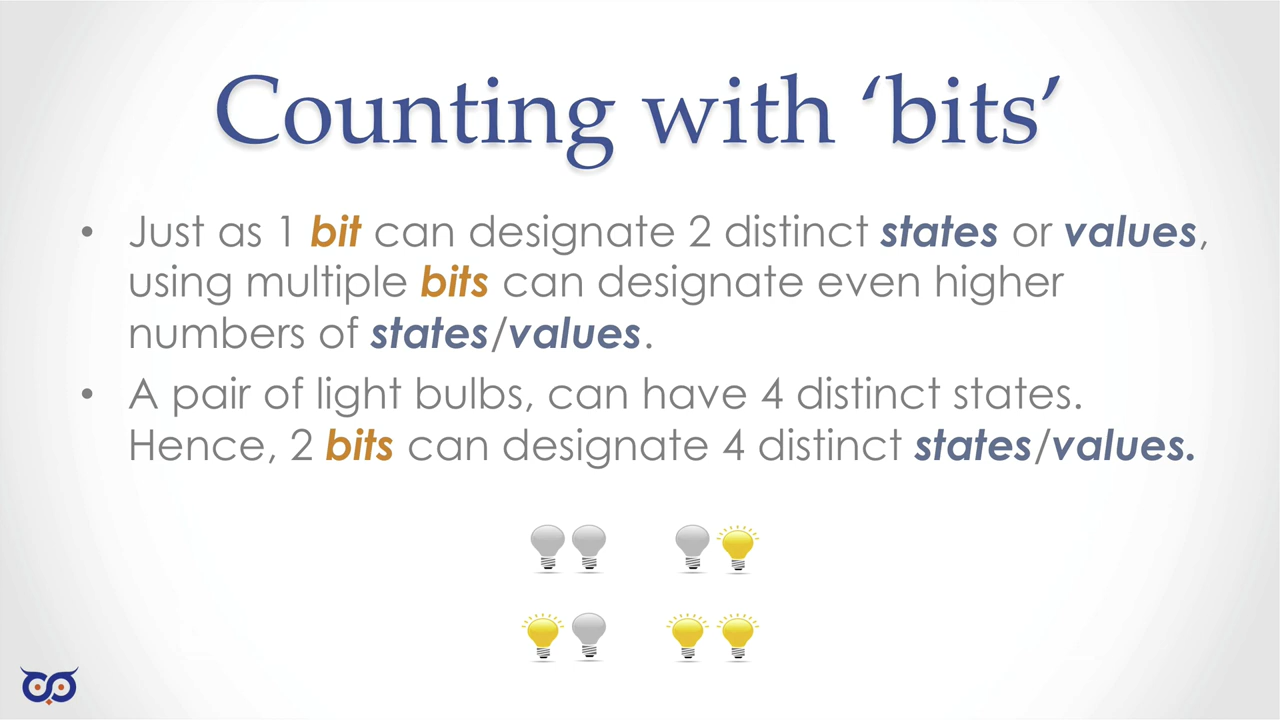 Counting with ‘bits’
• Just as 1 bit can designate 2 distinct states or values,
using multiple bits can designate even higher
numbers of states/values.
• A pair of light bulbs, can have 4 distinct states.
Hence, 2 bits can designate 4 distinct states/values.